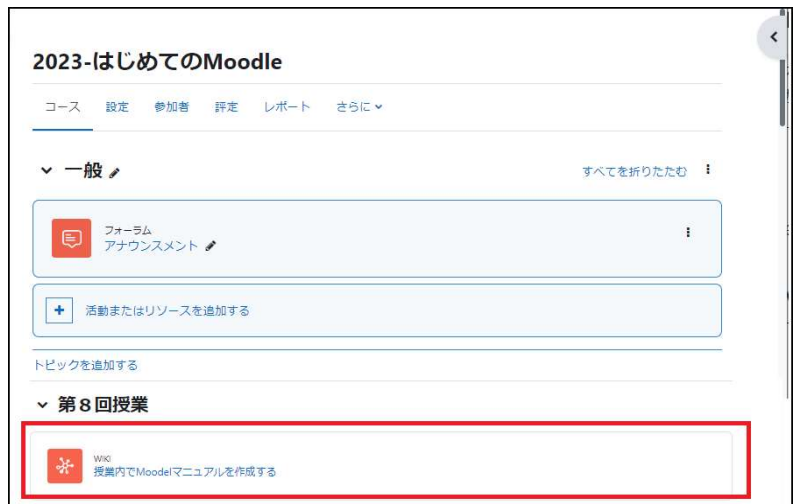 2023-はじめてのMoodle
コース 設定 参加者 評定 レポート さらに
一般 すべてを折りたたむ
フォーラム
アナウンスメント
活動またはリソースを追加する
トピックを追加する
第８回授業
WIKI
授業内でMoodelマニュアルを作成する